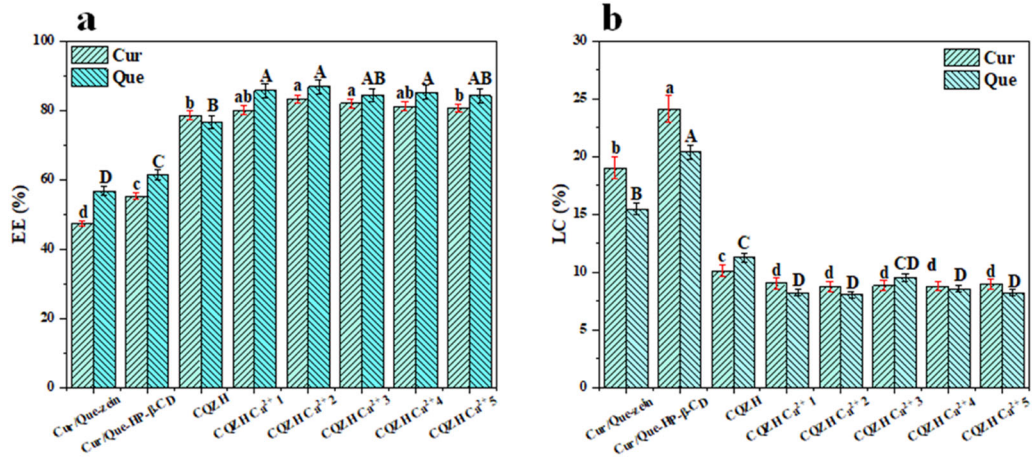 a
EE (%)
100
80
60
40
20
0
Cur
Que
d
D
c
C
b
B
ab
A
a
A
a
AB
ab
A
b
AB
Cur/Que-zein
Cur/Que-HP-β-CD
CQZH
CQZH Ca²⁺ 1
CQZH Ca²⁺ 2
CQZH Ca²⁺ 3
CQZH Ca²⁺ 4
CQZH Ca²⁺ 5
b
LC (%)
30
25
20
15
10
5
0
Cur
Que
b
B
a
A
c
C
d
D
d
D
d
CD
d
D
d
D
Cur/Que-zein
Cur/Que-HP-β-CD
CQZH
CQZH Ca²⁺ 1
CQZH Ca²⁺ 2
CQZH Ca²⁺ 3
CQZH Ca²⁺ 4
CQZH Ca²⁺ 5